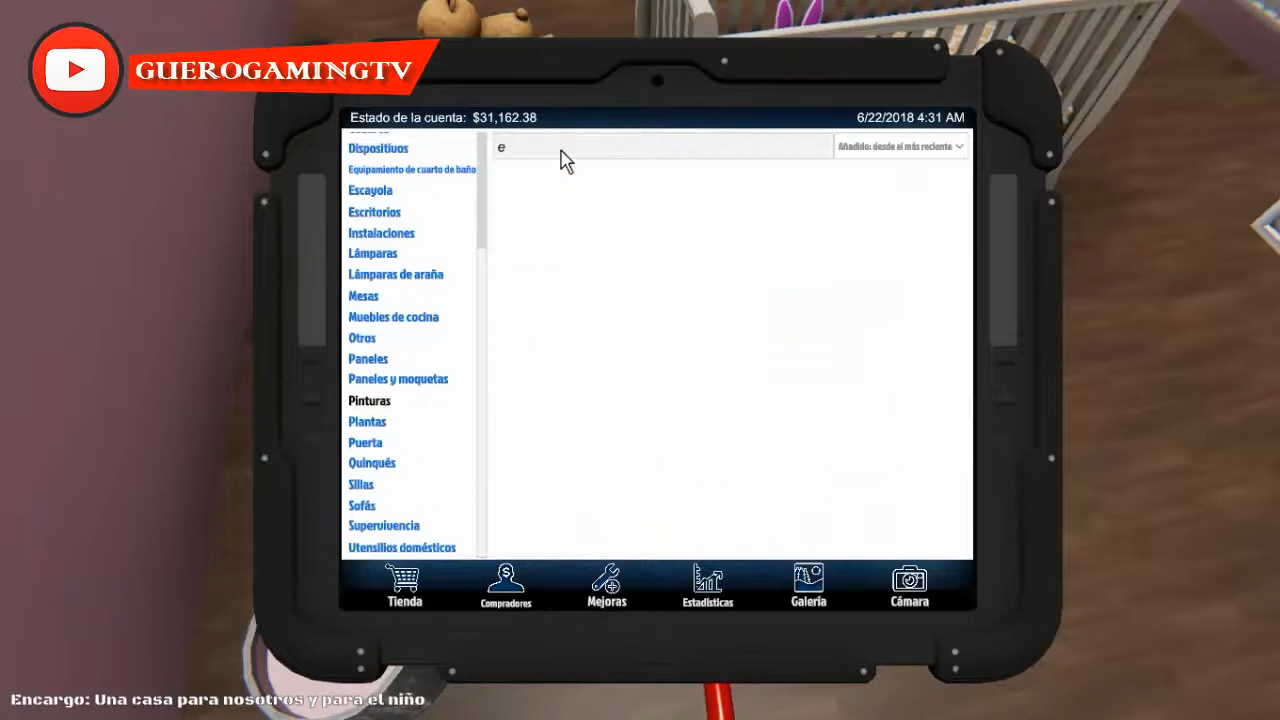 GUEROGAMINGTV
Estado de la cuenta: $31,162.38
6/22/2018 4:31 AM
e
Añadido: desde el más reciente
Dispositivos
Equipamiento de cuarto de baño
Escayola
Escritorios
Instalaciones
Lámparas
Lámparas de araña
Mesas
Muebles de cocina
Otros
Paneles
Paneles y moquetas
Pinturas
Plantas
Puerta
Quinqués
Sillas
Sofás
Supervivencia
Utensilios domésticos
Tienda
Compradores
Mejoras
Estadísticas
Galería
Cámara
Encargo: Una casa para nosotros y para el niño